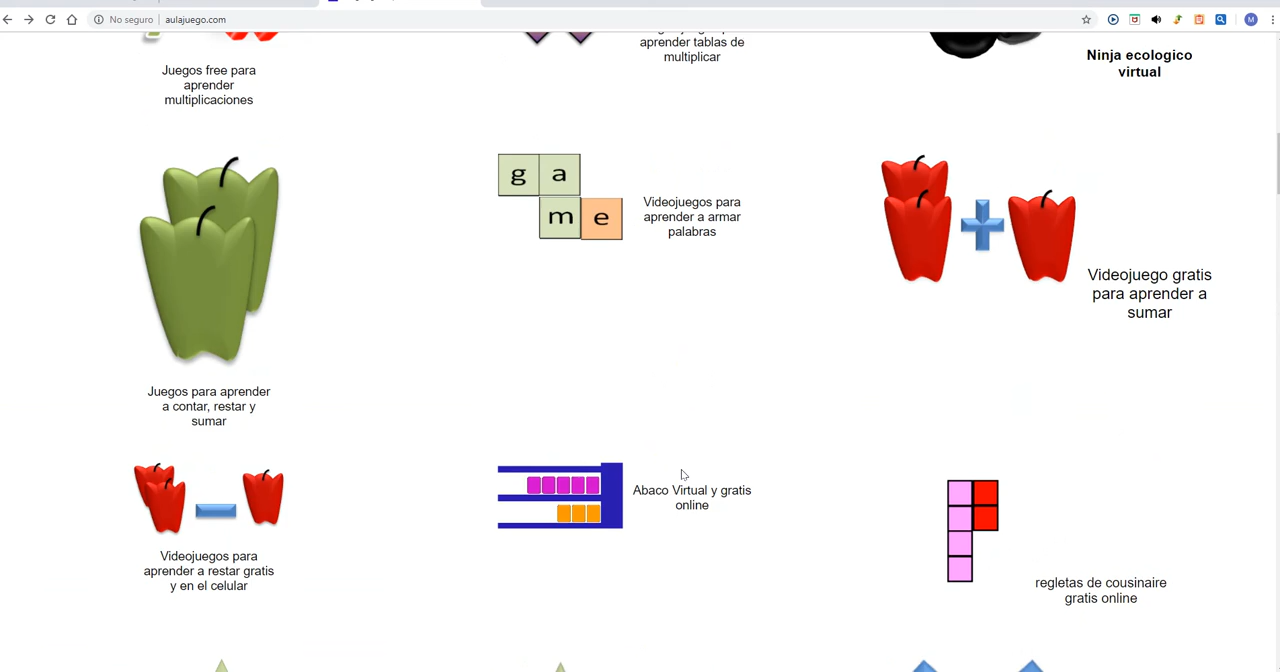 No seguro
aulajuego.com
M
aprender tablas de
multiplicar
Ninja ecologico
virtual
Juegos free para
aprender
multiplicaciones
g a
m e
Videojuegos para
aprender a armar
palabras
Videojuego gratis
para aprender a
sumar
Juegos para aprender
a contar, restar y
sumar
Videojuegos para
aprender a restar gratis
y en el celular
Abaco Virtual y gratis
online
regletas de cousinaire
gratis online